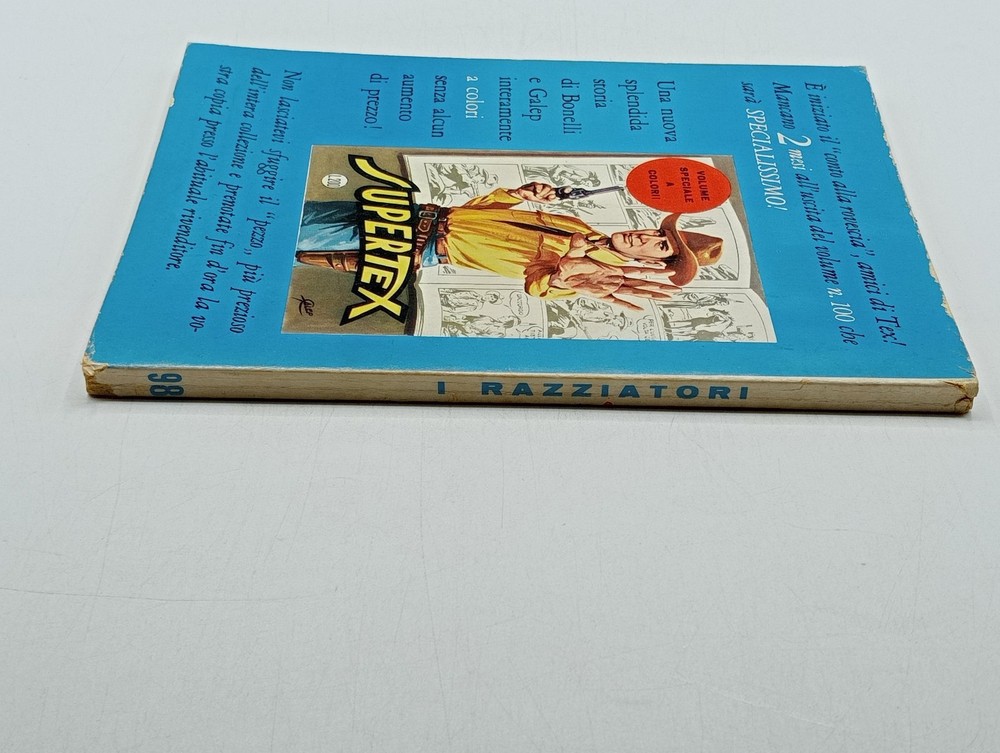 È iniziato il "conto alla rovescia", amici di Tex!
Mancano 2 mesi all'uscita del volume n. 100 che
sarà SPECIALISSIMO!
Una nuova
splendida
storia
di Bonelli
e Galep
interamente
a colori
senza alcun
aumento
di prezzo!
VOLUME
SPECIALE
A
COLORI!
SUPERTEX
100
GALEP
Non lasciatevi sfuggire il "pezzo„ più prezioso
dell'intera collezione e prenotate fin d'ora la vo-
stra copia presso l'abituale rivenditore.
98
I RAZZIATORI